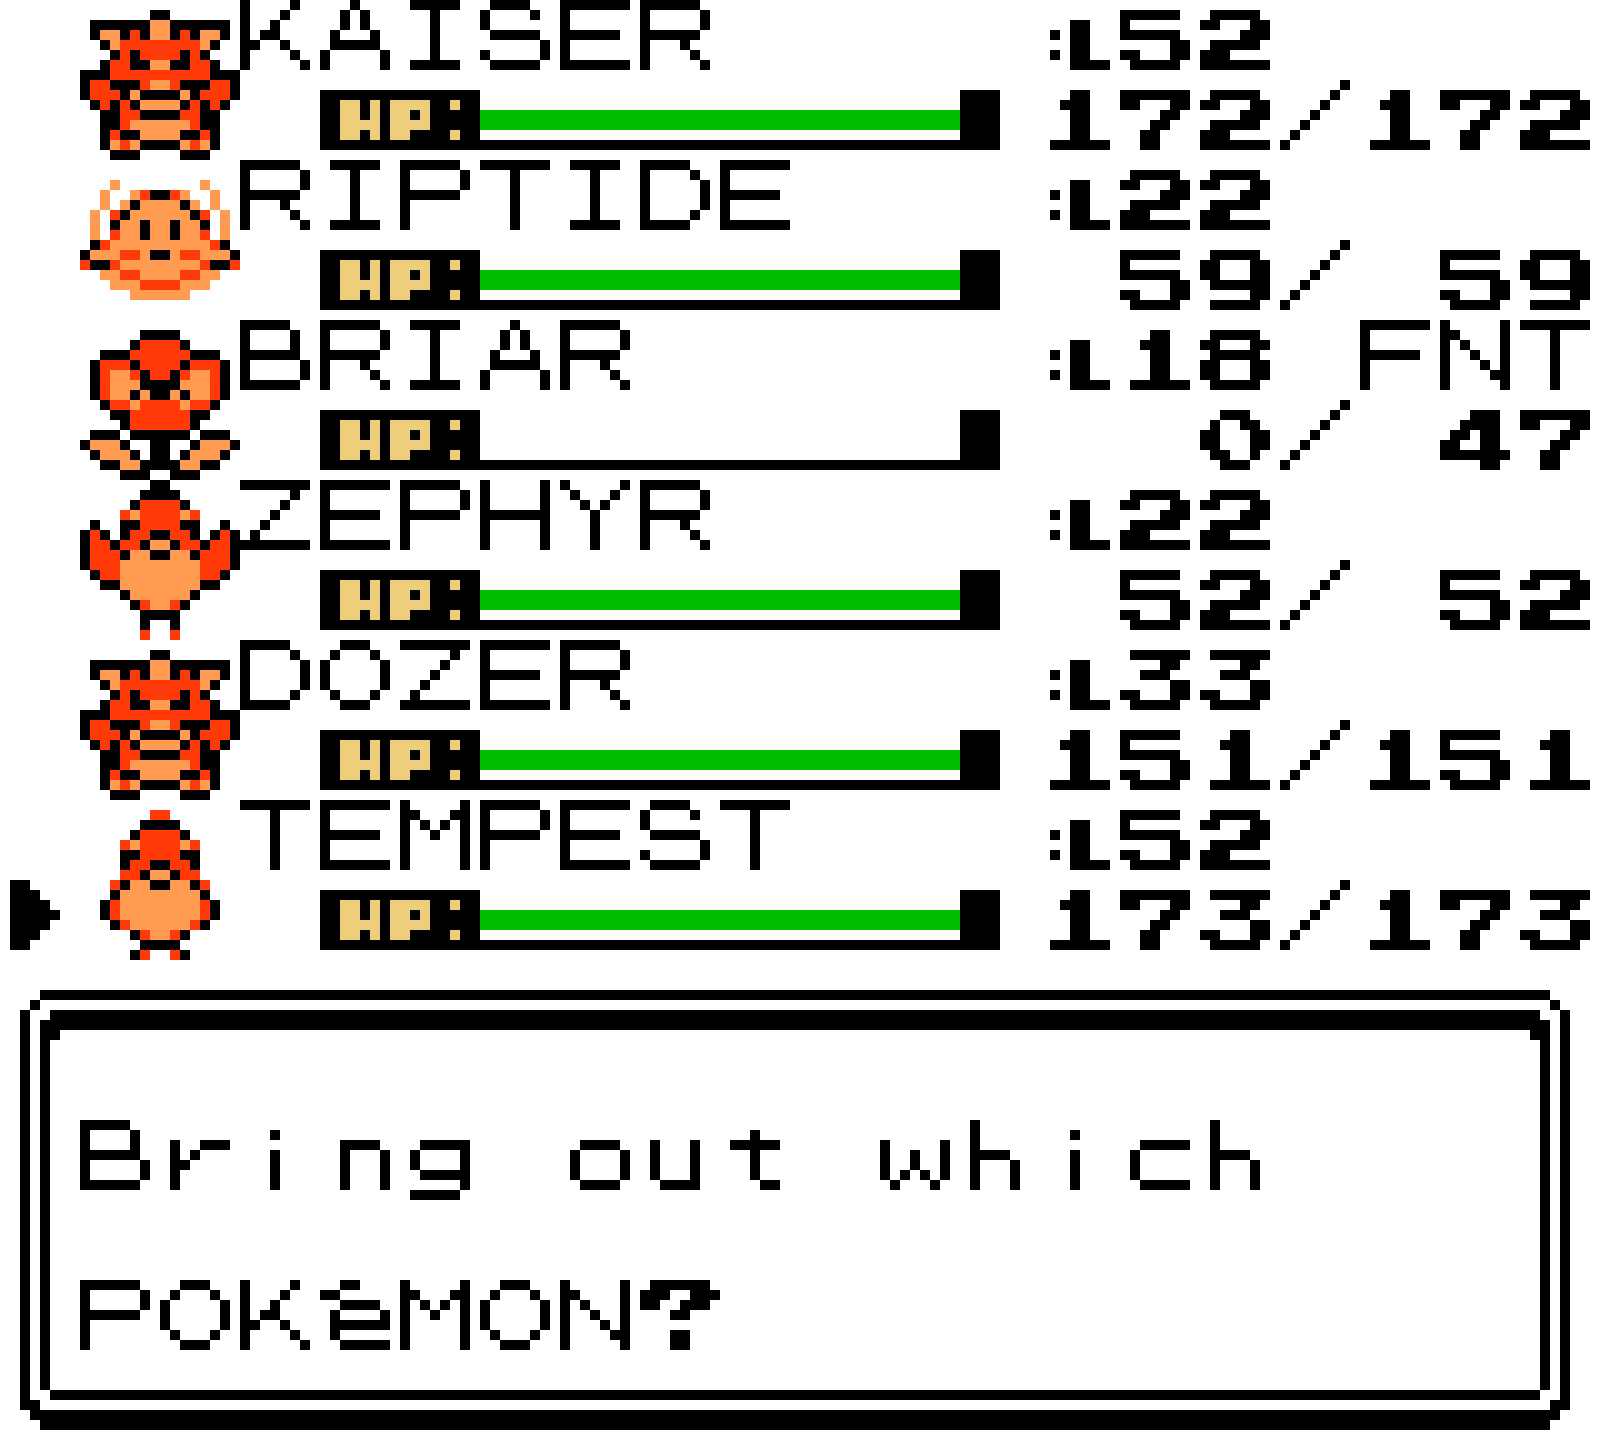 KAISER :L52
HP: 172/172
RIPTIDE :L22
HP: 59/ 59
BRIAR :L18 FNT
HP: 0/ 47
ZEPHYR :L22
HP: 52/ 52
DOZER :L33
HP: 151/151
TEMPEST :L52
HP: 173/173
Bring out which
POKéMON?